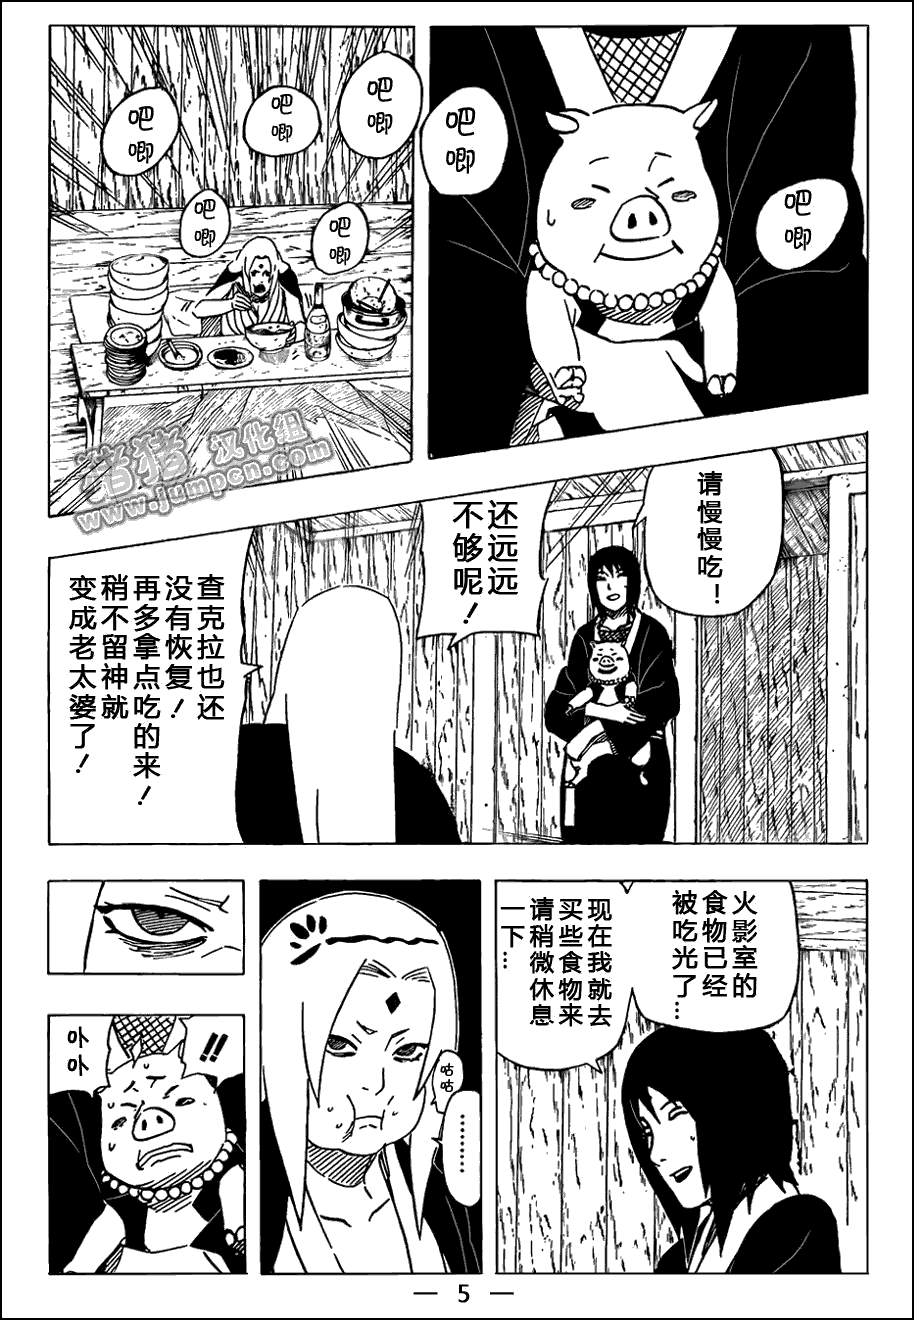 吧
唧
吧
唧
吧
唧
吧
唧
吧
唧
吧
唧
吧
唧
请慢慢吃！
还远远
不够呢！
查克拉也还
没有恢复！
再多拿点吃的来！
稍不留神就
变成老太婆了！
猪猪 汉化组
www.jumpcn.com
火影室的
食物已经
被吃光了…
现在我就去
买些食物来
请稍微休息
一下…
咕
咕
………
!!
卟
卟
— 5 —